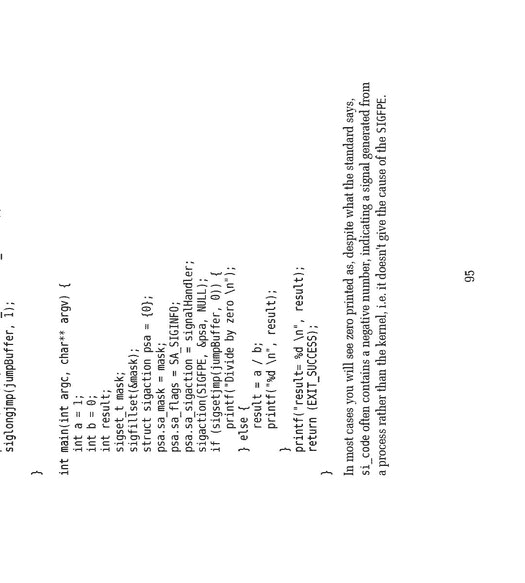 siglongjmp(jumpBuffer, 1);
}
int main(int argc, char** argv) {
int a = 1;
int b = 0;
int result;
sigset_t mask;
sigfillset(&mask);
struct sigaction psa = {0};
psa.sa_mask = mask;
psa.sa_flags = SA_SIGINFO;
psa.sa_sigaction = signalHandler;
sigaction(SIGFPE, &psa, NULL);
if (sigsetjmp(jumpBuffer, 0)) {
printf("Divide by zero \n");
} else {
result = a / b;
printf("%d \n", result);
}
printf("result= %d \n", result);
return (EXIT_SUCCESS);
}
In most cases you will see zero printed as, despite what the standard says,
si_code often contains a negative number, indicating a signal generated from
a process rather than the kernel, i.e. it doesn't give the cause of the SIGFPE.
95